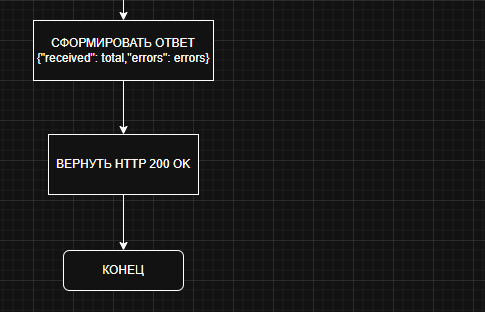 СФОРМИРОВАТЬ ОТВЕТ
{"received": total,"errors": errors}
ВЕРНУТЬ HTTP 200 OK
КОНЕЦ